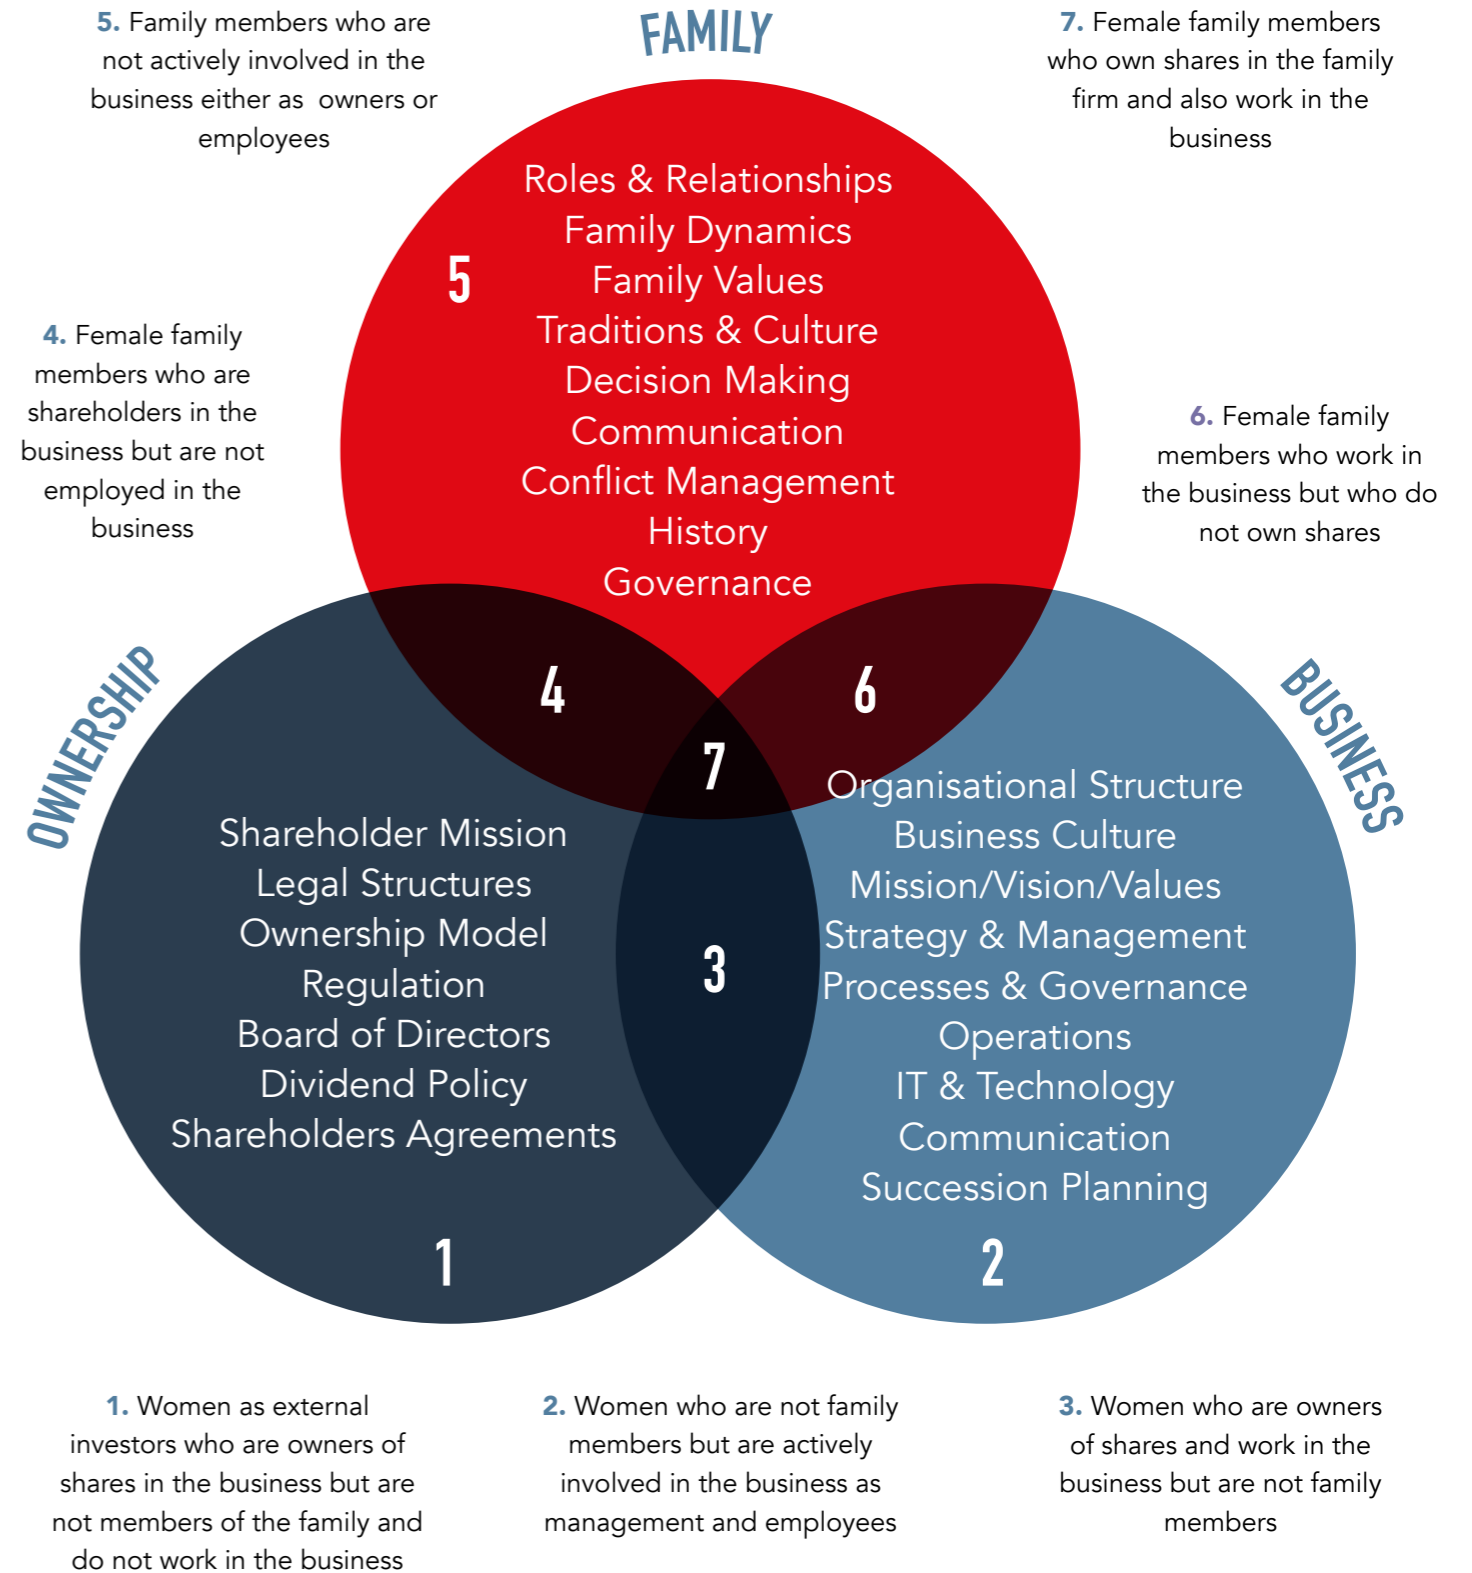 5. Family members who are
not actively involved in the
business either as owners or
employees
FAMILY
7. Female family members
who own shares in the family
firm and also work in the
business
Roles & Relationships
Family Dynamics
Family Values
Traditions & Culture
Decision Making
Communication
Conflict Management
History
Governance
5
4. Female family
members who are
shareholders in the
business but are not
employed in the
business
6. Female family
members who work in
the business but who do
not own shares
OWNERSHIP
4
6
7
BUSINESS
Shareholder Mission
Legal Structures
Ownership Model
Regulation
Board of Directors
Dividend Policy
Shareholders Agreements
3
Organisational Structure
Business Culture
Mission/Vision/Values
Strategy & Management
Processes & Governance
Operations
IT & Technology
Communication
Succession Planning
1
2
1. Women as external
investors who are owners of
shares in the business but are
not members of the family and
do not work in the business
2. Women who are not family
members but are actively
involved in the business as
management and employees
3. Women who are owners
of shares and work in the
business but are not family
members